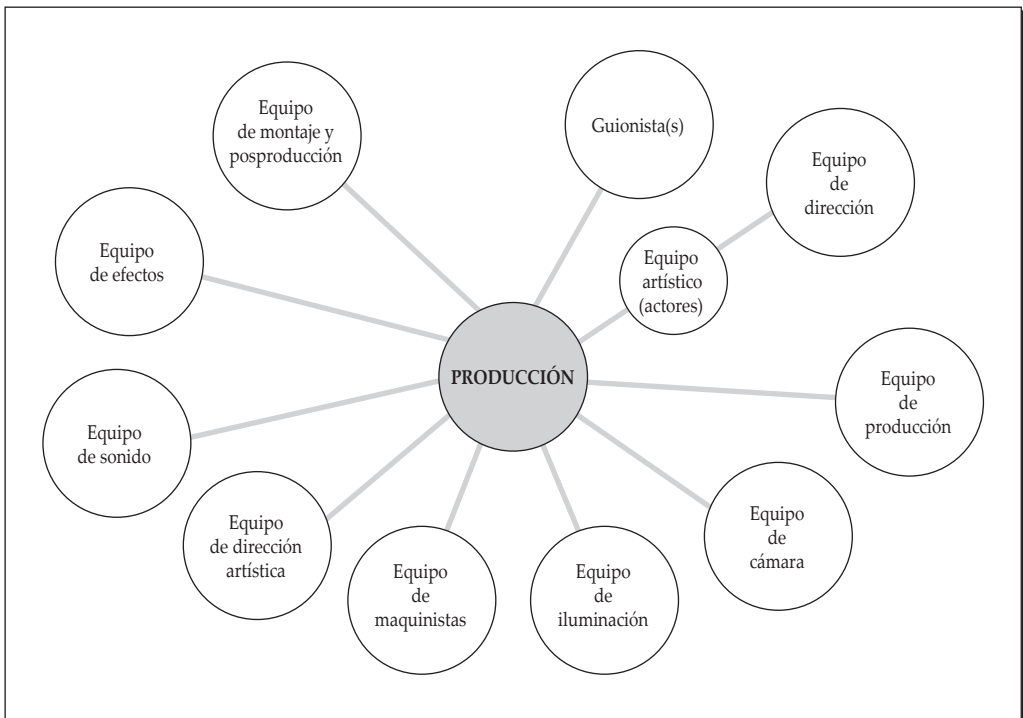 Equipo
de montaje y
posproducción
Guionista(s)
Equipo
de
dirección
Equipo
de efectos
Equipo
artístico
(actores)
PRODUCCIÓN
Equipo
de
producción
Equipo
de sonido
Equipo
de
cámara
Equipo
de dirección
artística
Equipo
de
maquinistas
Equipo
de
iluminación